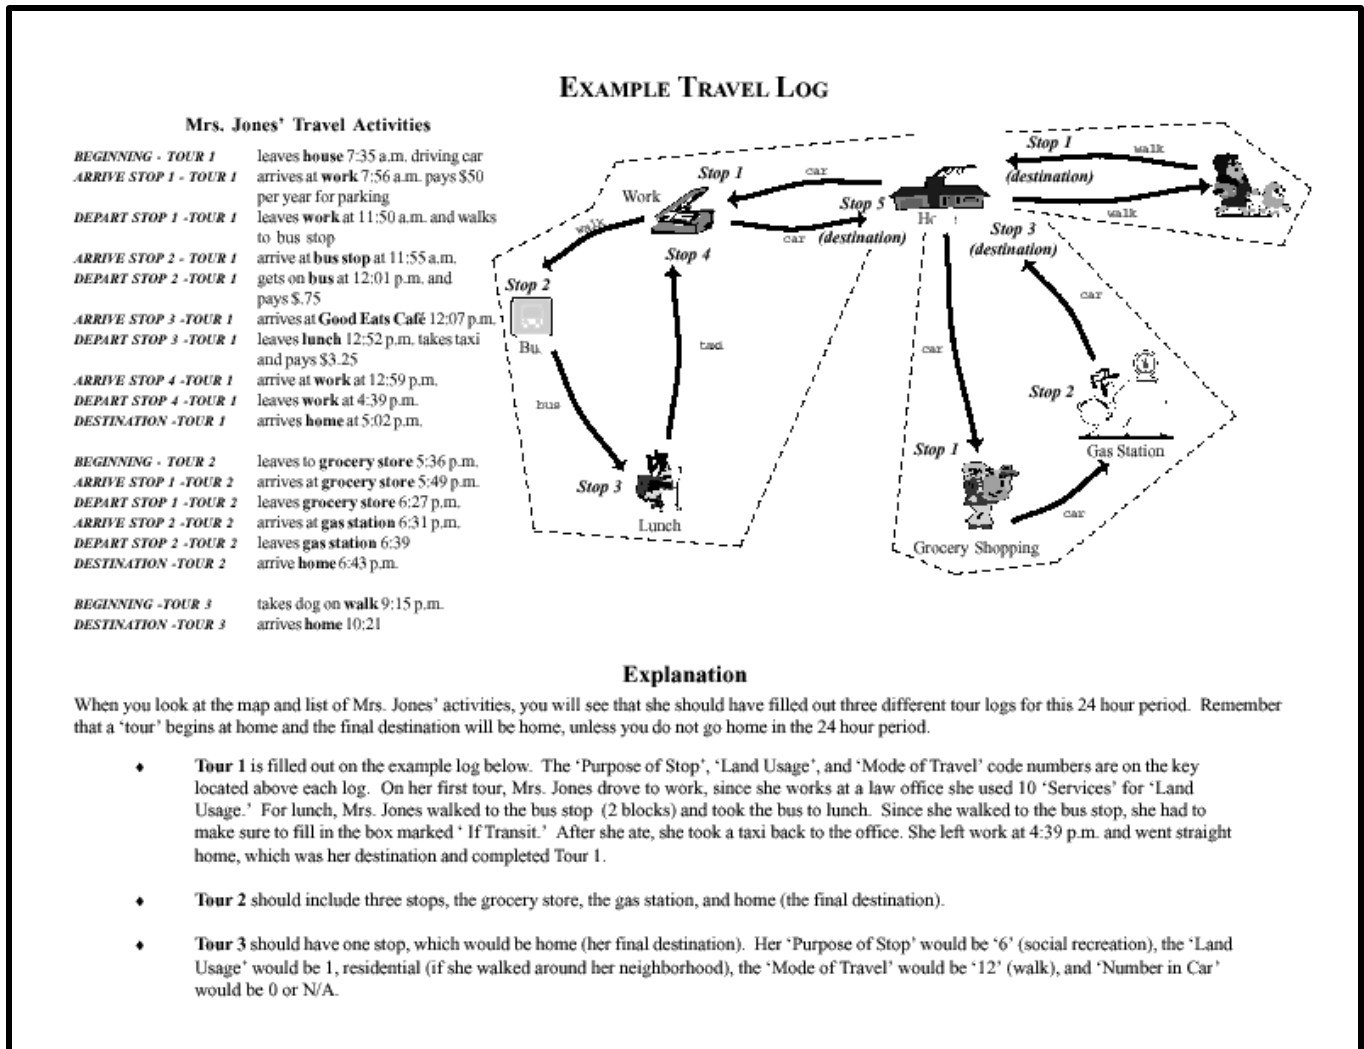 EXAMPLE TRAVEL LOG
Mrs. Jones' Travel Activities
BEGINNING - TOUR 1 leaves house 7:35 a.m. driving car
ARRIVE STOP 1 - TOUR 1 arrives at work 7:56 a.m. pays $50
per year for parking
DEPART STOP 1 -TOUR 1 leaves work at 11:50 a.m. and walks
to bus stop
ARRIVE STOP 2 - TOUR 1 arrive at bus stop at 11:55 a.m.
DEPART STOP 2 -TOUR 1 gets on bus at 12:01 p.m. and
pays $.75
ARRIVE STOP 3 -TOUR 1 arrives at Good Eats Café 12:07 p.m.
DEPART STOP 3 -TOUR 1 leaves lunch 12:52 p.m. takes taxi
and pays $3.25
ARRIVE STOP 4 -TOUR 1 arrive at work at 12:59 p.m.
DEPART STOP 4 -TOUR 1 leaves work at 4:39 p.m.
DESTINATION -TOUR 1 arrives home at 5:02 p.m.
BEGINNING - TOUR 2 leaves to grocery store 5:36 p.m.
ARRIVE STOP 1 -TOUR 2 arrives at grocery store 5:49 p.m.
DEPART STOP 1 -TOUR 2 leaves grocery store 6:27 p.m.
ARRIVE STOP 2 -TOUR 2 arrives at gas station 6:31 p.m.
DEPART STOP 2 -TOUR 2 leaves gas station 6:39
DESTINATION -TOUR 2 arrive home 6:43 p.m.
BEGINNING -TOUR 3 takes dog on walk 9:15 p.m.
DESTINATION -TOUR 3 arrives home 10:21
Stop 1
walk
(destination)
walk
Stop 1
car
Work
Stop 5
walk
car
(destination)
Stop 4
Stop 3
(destination)
Stop 2
car
taxi
car
bus
Stop 2
Stop 1
Gas Station
Stop 3
car
Lunch
Grocery Shopping
Explanation
When you look at the map and list of Mrs. Jones' activities, you will see that she should have filled out three different tour logs for this 24 hour period. Remember
that a 'tour' begins at home and the final destination will be home, unless you do not go home in the 24 hour period.
♦ Tour 1 is filled out on the example log below. The 'Purpose of Stop', 'Land Usage', and 'Mode of Travel' code numbers are on the key
located above each log. On her first tour, Mrs. Jones drove to work, since she works at a law office she used 10 'Services' for 'Land
Usage.' For lunch, Mrs. Jones walked to the bus stop (2 blocks) and took the bus to lunch. Since she walked to the bus stop, she had to
make sure to fill in the box marked ' If Transit.' After she ate, she took a taxi back to the office. She left work at 4:39 p.m. and went straight
home, which was her destination and completed Tour 1.
♦ Tour 2 should include three stops, the grocery store, the gas station, and home (the final destination).
♦ Tour 3 should have one stop, which would be home (her final destination). Her 'Purpose of Stop' would be '6' (social recreation), the 'Land
Usage' would be 1, residential (if she walked around her neighborhood), the 'Mode of Travel' would be '12' (walk), and 'Number in Car'
would be 0 or N/A.